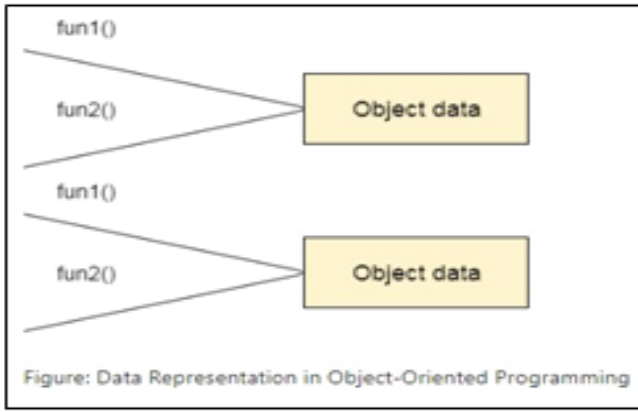 fun1()
fun2()
Object data
fun1()
fun2()
Object data
Figure: Data Representation in Object-Oriented Programming